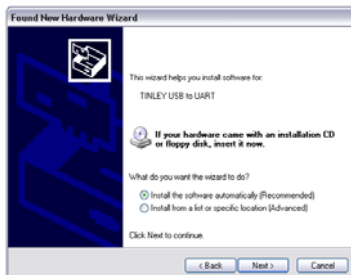 Found New Hardware Wizard
This wizard helps you install software for:
TINLEY USB to UART
If your hardware came with an installation CD
or floppy disk, insert it now.
What do you want the wizard to do?
Install the software automatically (Recommended)
Install from a list or specific location (Advanced)
Click Next to continue.
< Back Next > Cancel